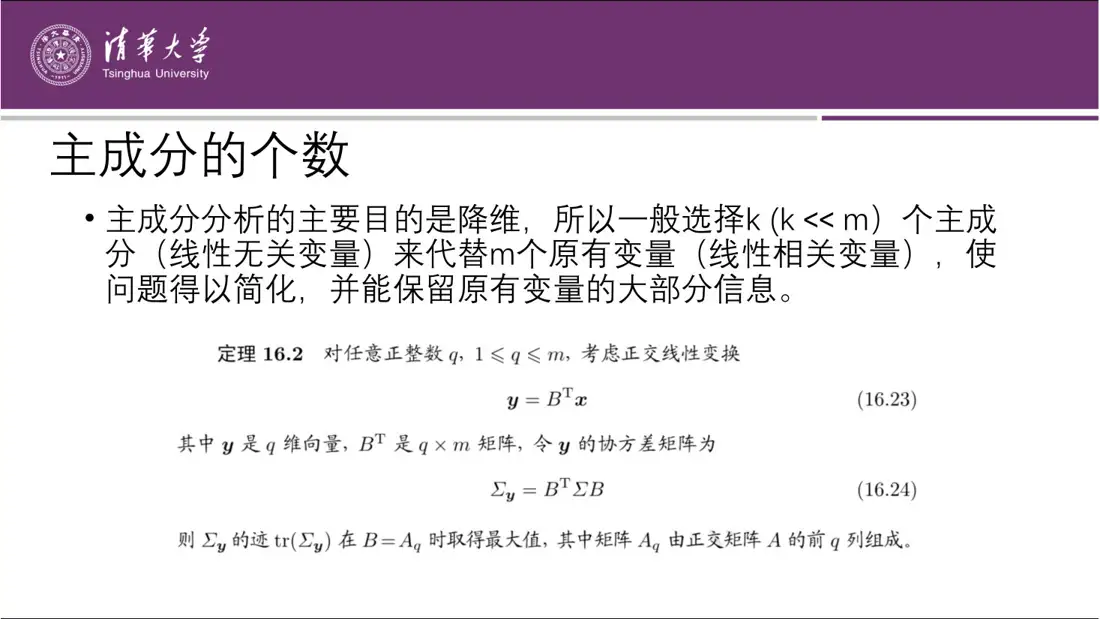 清华大学
Tsinghua University
主成分的个数
• 主成分分析的主要目的是降维，所以一般选择k (k << m）个主成
分（线性无关变量）来代替m个原有变量（线性相关变量），使
问题得以简化，并能保留原有变量的大部分信息。
定理 16.2 对任意正整数 q, 1 ⩽ q ⩽ m, 考虑正交线性变换
y = Bᵀx (16.23)
其中 y 是 q 维向量, Bᵀ 是 q × m 矩阵, 令 y 的协方差矩阵为
Σy = BᵀΣB (16.24)
则 Σy 的迹 tr(Σy) 在 B = Aq 时取得最大值, 其中矩阵 Aq 由正交矩阵 A 的前 q 列组成。